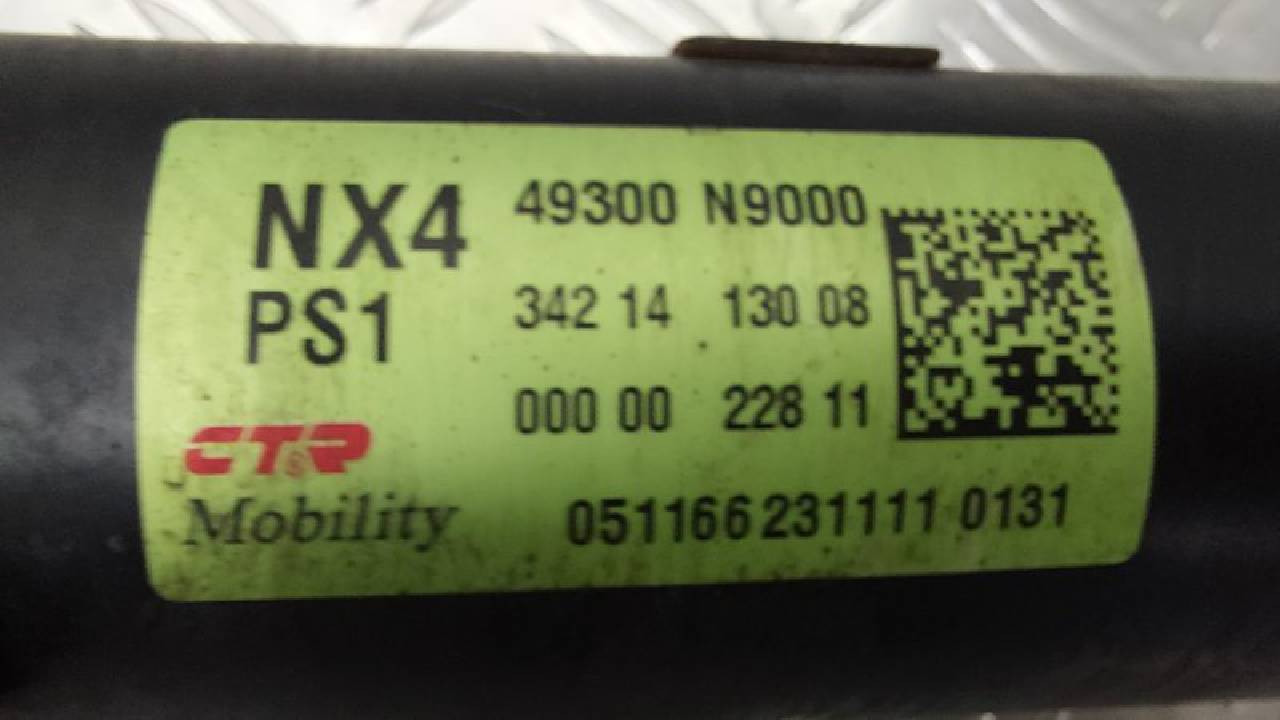 NX4
PS1
49300 N9000
342 14 130 08
000 00 228 11
CTR
Mobility
051166 231111 0131